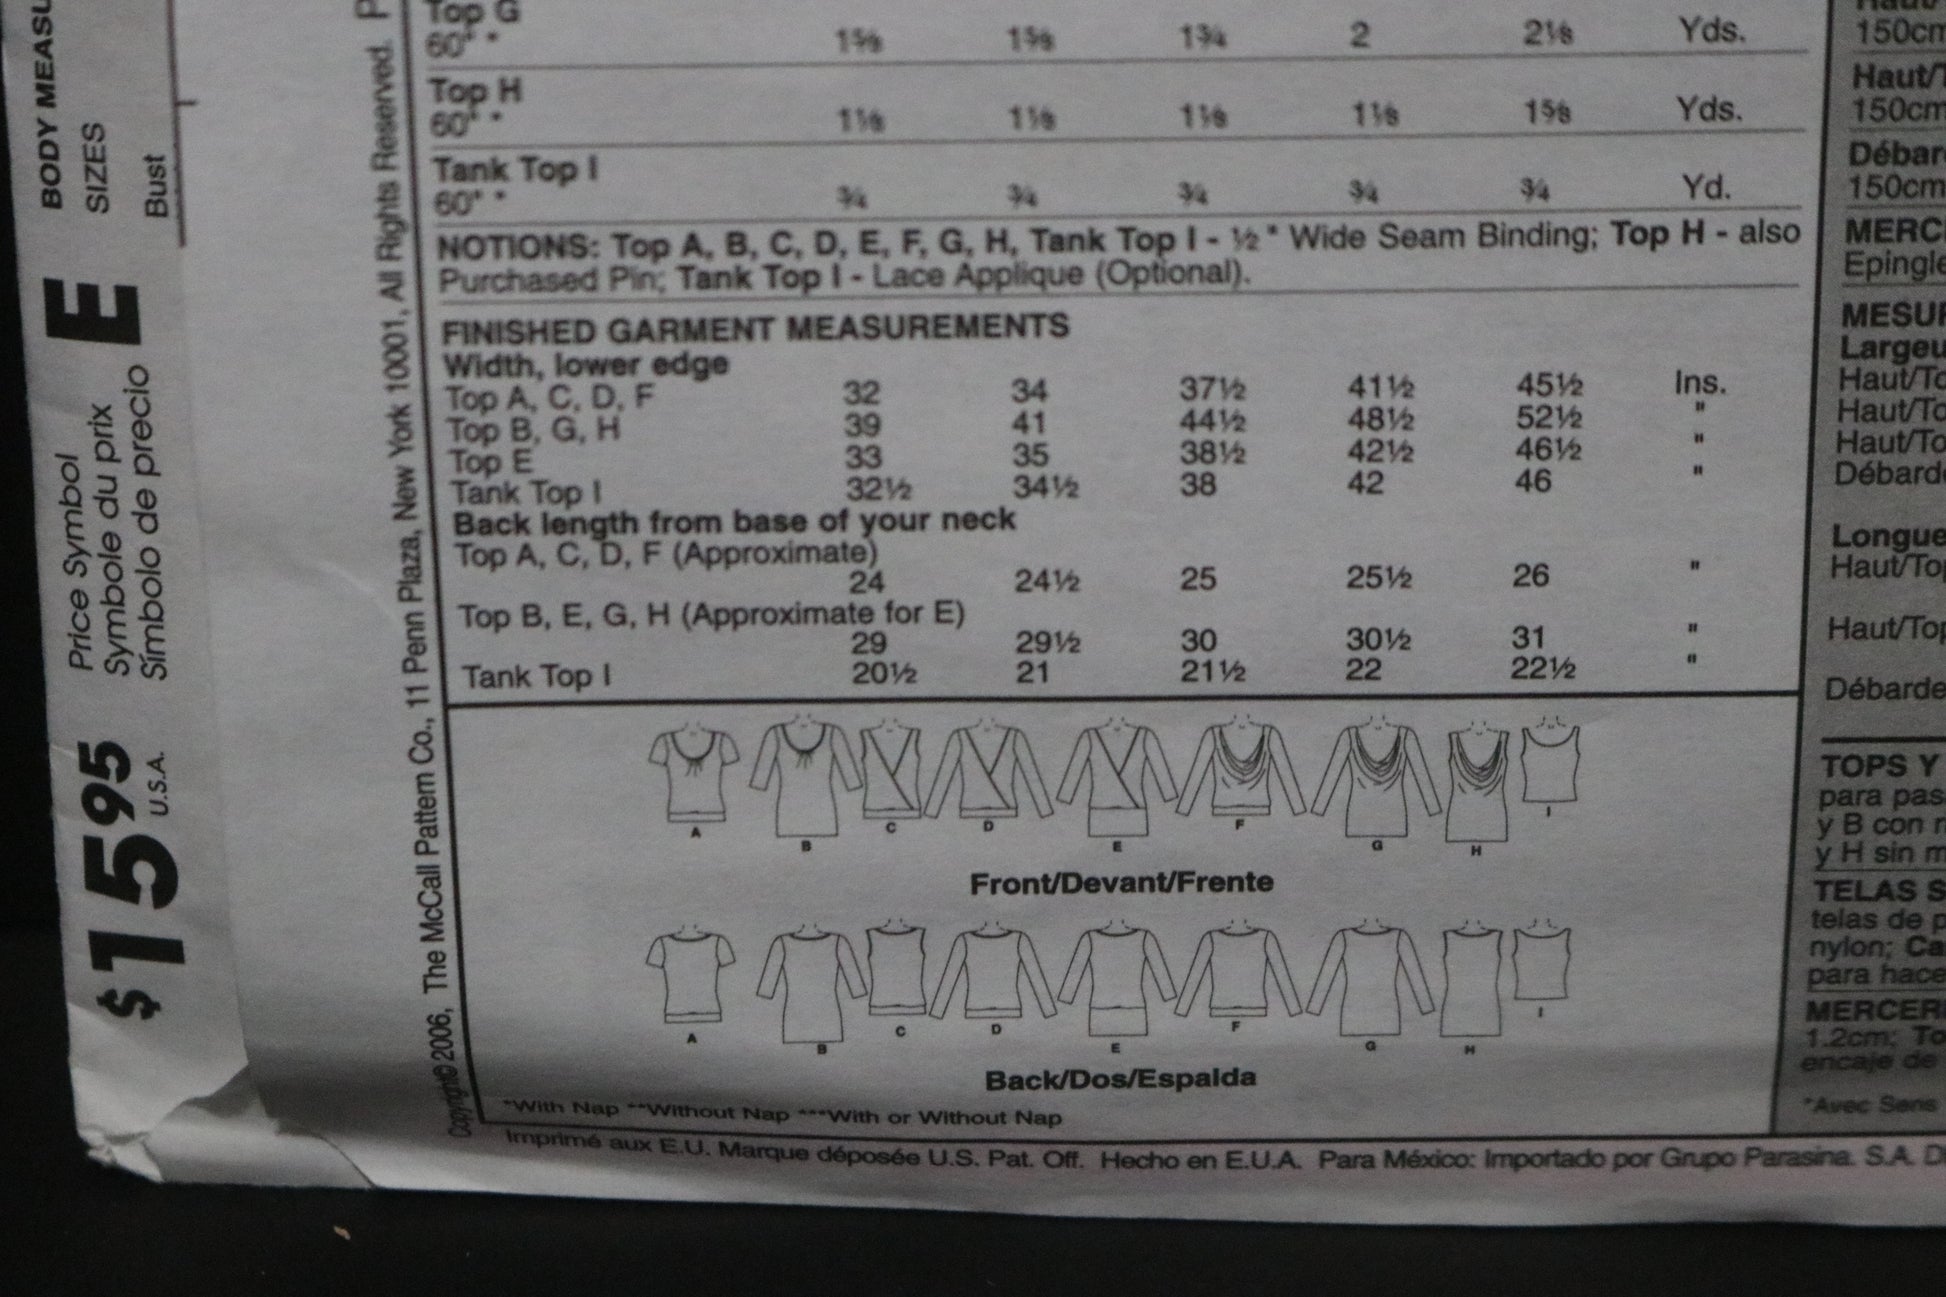 BODY MEASU
SIZES
Bust
E
Price Symbol
Symbole du prix
Símbolo de precio
$1595
U.S.A.
Copyright© 2006, The McCall Pattern Co., 11 Penn Plaza, New York 10001, All Rights Reserved. P
Top G
60" * 1⅝ 1⅝ 1¾ 2 2⅛ Yds.
Top H
60" * 1⅛ 1⅛ 1⅛ 1⅛ 1⅝ Yds.
Tank Top I
60" * ¾ ¾ ¾ ¾ ¾ Yd.
NOTIONS: Top A, B, C, D, E, F, G, H, Tank Top I - ½" Wide Seam Binding; Top H - also
Purchased Pin; Tank Top I - Lace Applique (Optional).
FINISHED GARMENT MEASUREMENTS
Width, lower edge
Top A, C, D, F 32 34 37½ 41½ 45½ Ins.
Top B, G, H 39 41 44½ 48½ 52½ "
Top E 33 35 38½ 42½ 46½ "
Tank Top I 32½ 34½ 38 42 46 "
Back length from base of your neck
Top A, C, D, F (Approximate)
24 24½ 25 25½ 26 "
Top B, E, G, H (Approximate for E)
29 29½ 30 30½ 31 "
Tank Top I 20½ 21 21½ 22 22½ "
A B C D E F G H I
Front/Devant/Frente
A B C D E F G H I
Back/Dos/Espalda
*With Nap **Without Nap ***With or Without Nap
Imprimé aux E.U. Marque déposée U.S. Pat. Off. Hecho en E.U.A. Para México: Importado por Grupo Parasina. S.A. D
150cm
Haut/T
150cm
Débar
150cm
MERC
Epingle
MESUR
Largeu
Haut/To
Haut/To
Haut/To
Débarde
Longue
Haut/Top
Haut/Top
Débarde
TOPS Y
para pas
y B con
y H sin m
TELAS S
telas de p
nylon; Ca
para hace
MERCER
1.2cm; To
encaje de
*Avec Sens